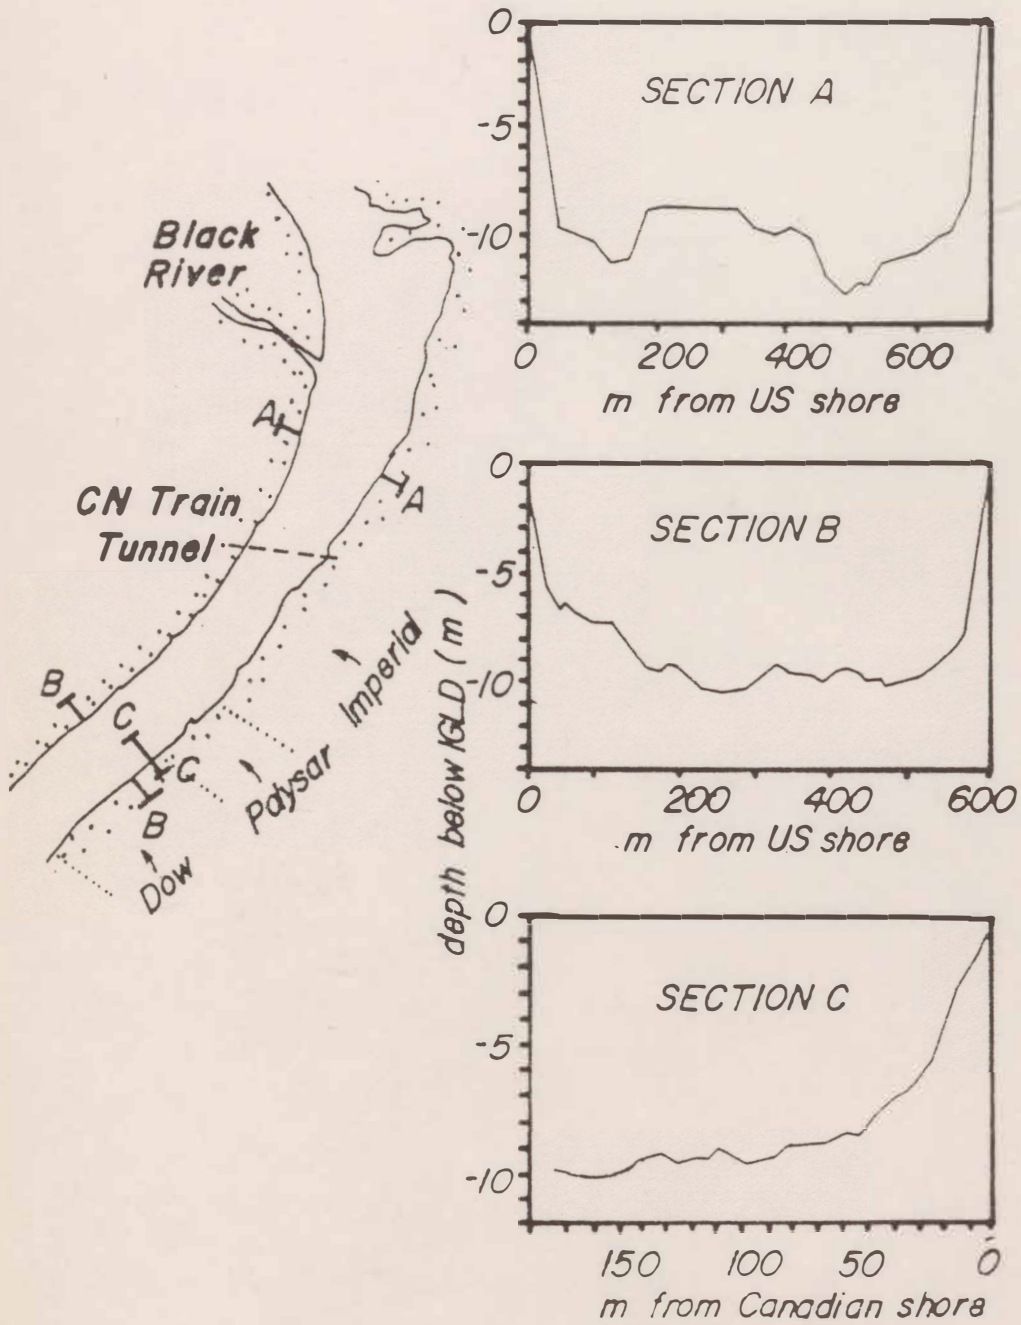 Black
River
A
A
CN Train
Tunnel
B
C
C
B
Imperial
Polysar
Dow
depth below IGLD (m)
0
-5
-10
SECTION A
0 200 400 600
m from US shore
0
-5
-10
SECTION B
0 200 400 600
m from US shore
0
-5
-10
SECTION C
150 100 50 0
m from Canadian shore